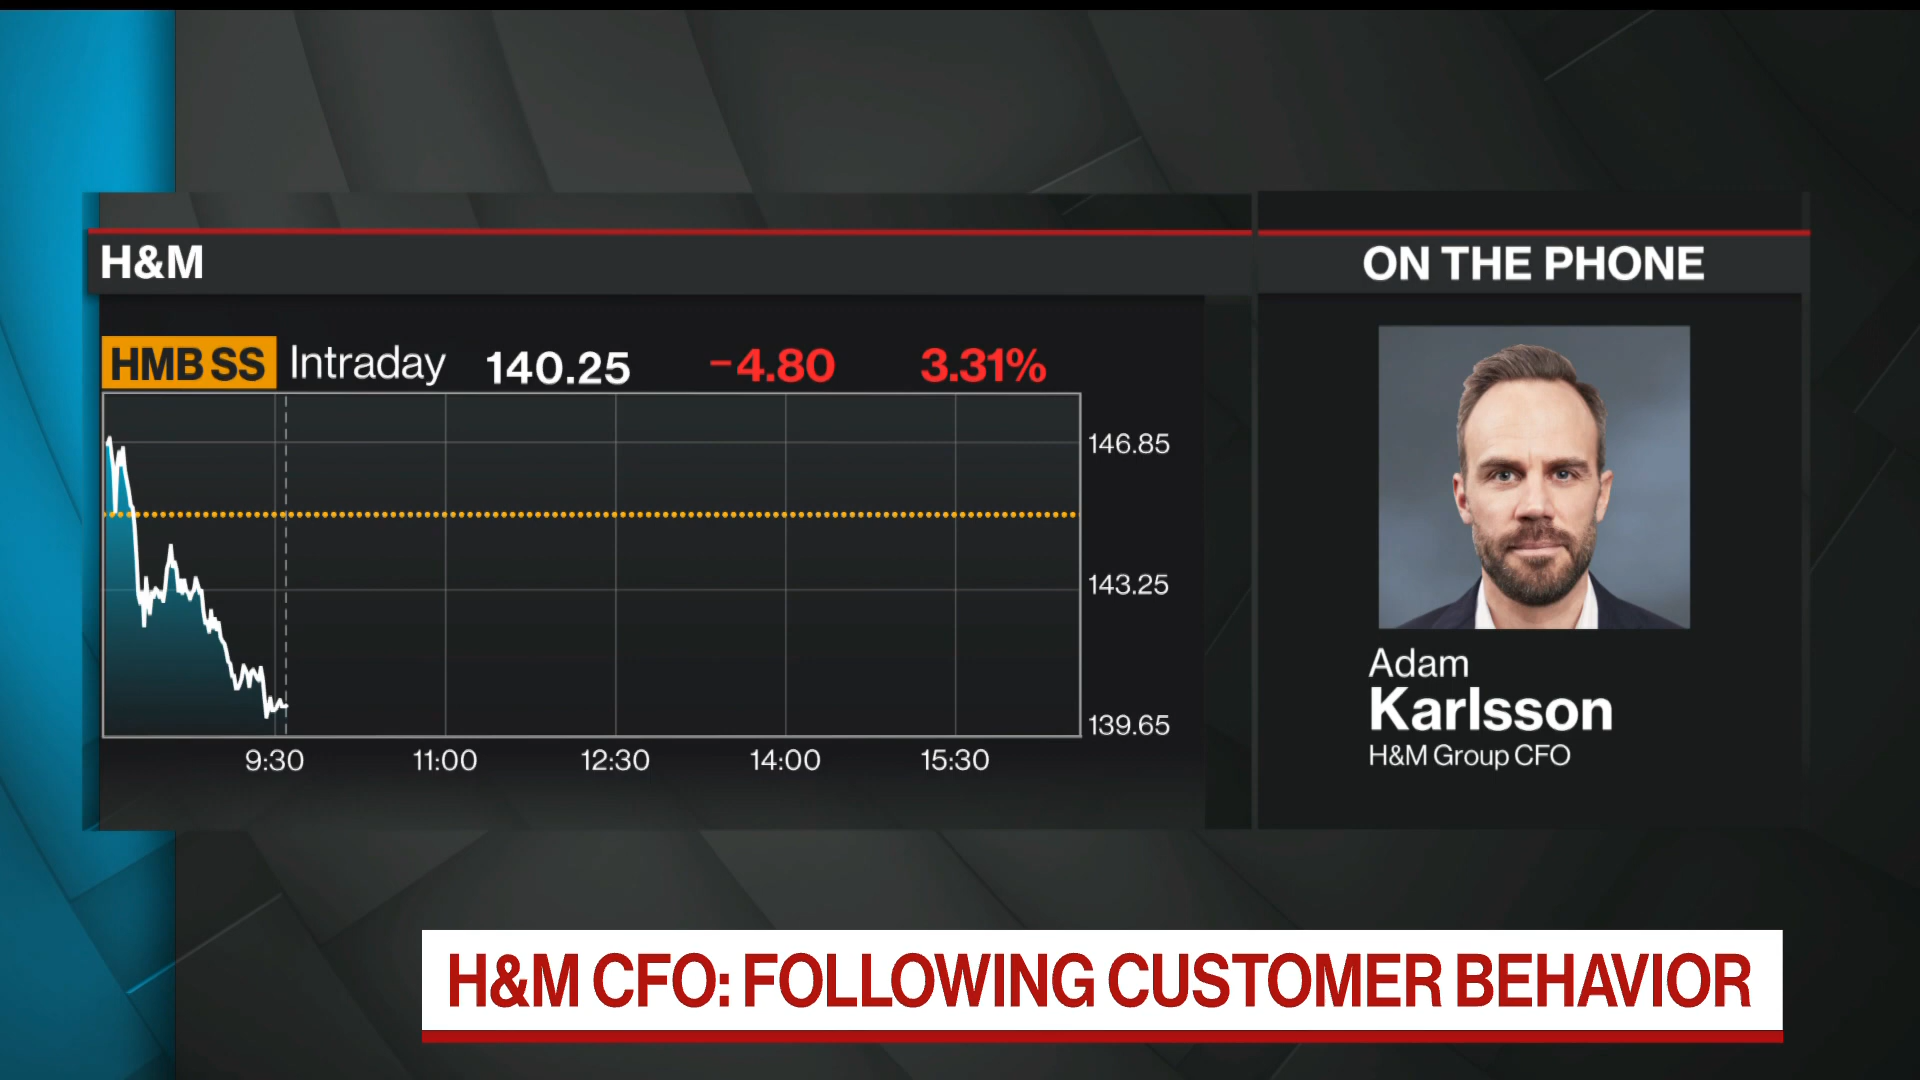 H&M
HMB SS Intraday 140.25 -4.80 3.31%
146.85
143.25
139.65
9:30 11:00 12:30 14:00 15:30
ON THE PHONE
Adam
Karlsson
H&M Group CFO
H&M CFO: FOLLOWING CUSTOMER BEHAVIOR